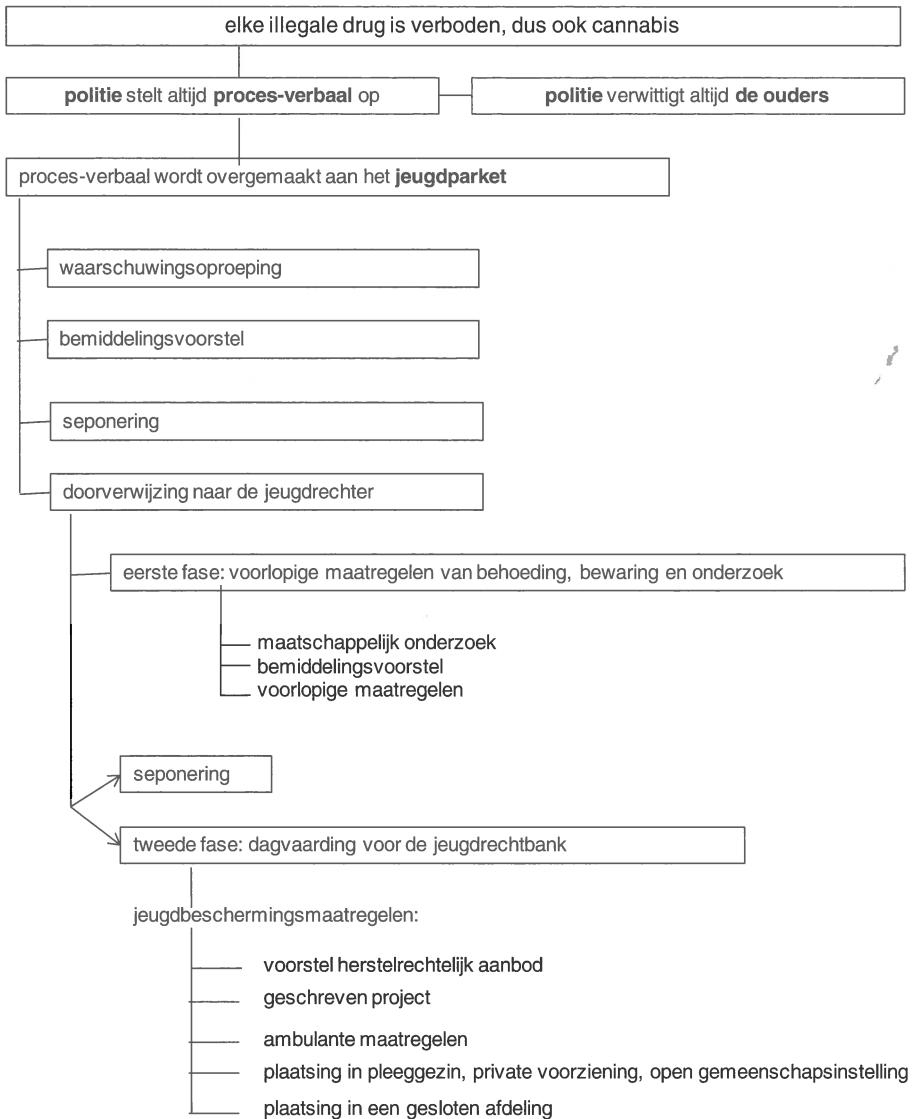 elke illegale drug is verboden, dus ook cannabis
politie stelt altijd proces-verbaal op
politie verwittigt altijd de ouders
proces-verbaal wordt overgemaakt aan het jeugdparket
waarschuwingsoproeping
bemiddelingsvoorstel
seponering
doorverwijzing naar de jeugdrechter
eerste fase: voorlopige maatregelen van behoeding, bewaring en onderzoek
maatschappelijk onderzoek
bemiddelingsvoorstel
voorlopige maatregelen
seponering
tweede fase: dagvaarding voor de jeugdrechtbank
jeugdbeschermingsmaatregelen:
voorstel herstelrechtelijk aanbod
geschreven project
ambulante maatregelen
plaatsing in pleeggezin, private voorziening, open gemeenschapsinstelling
plaatsing in een gesloten afdeling